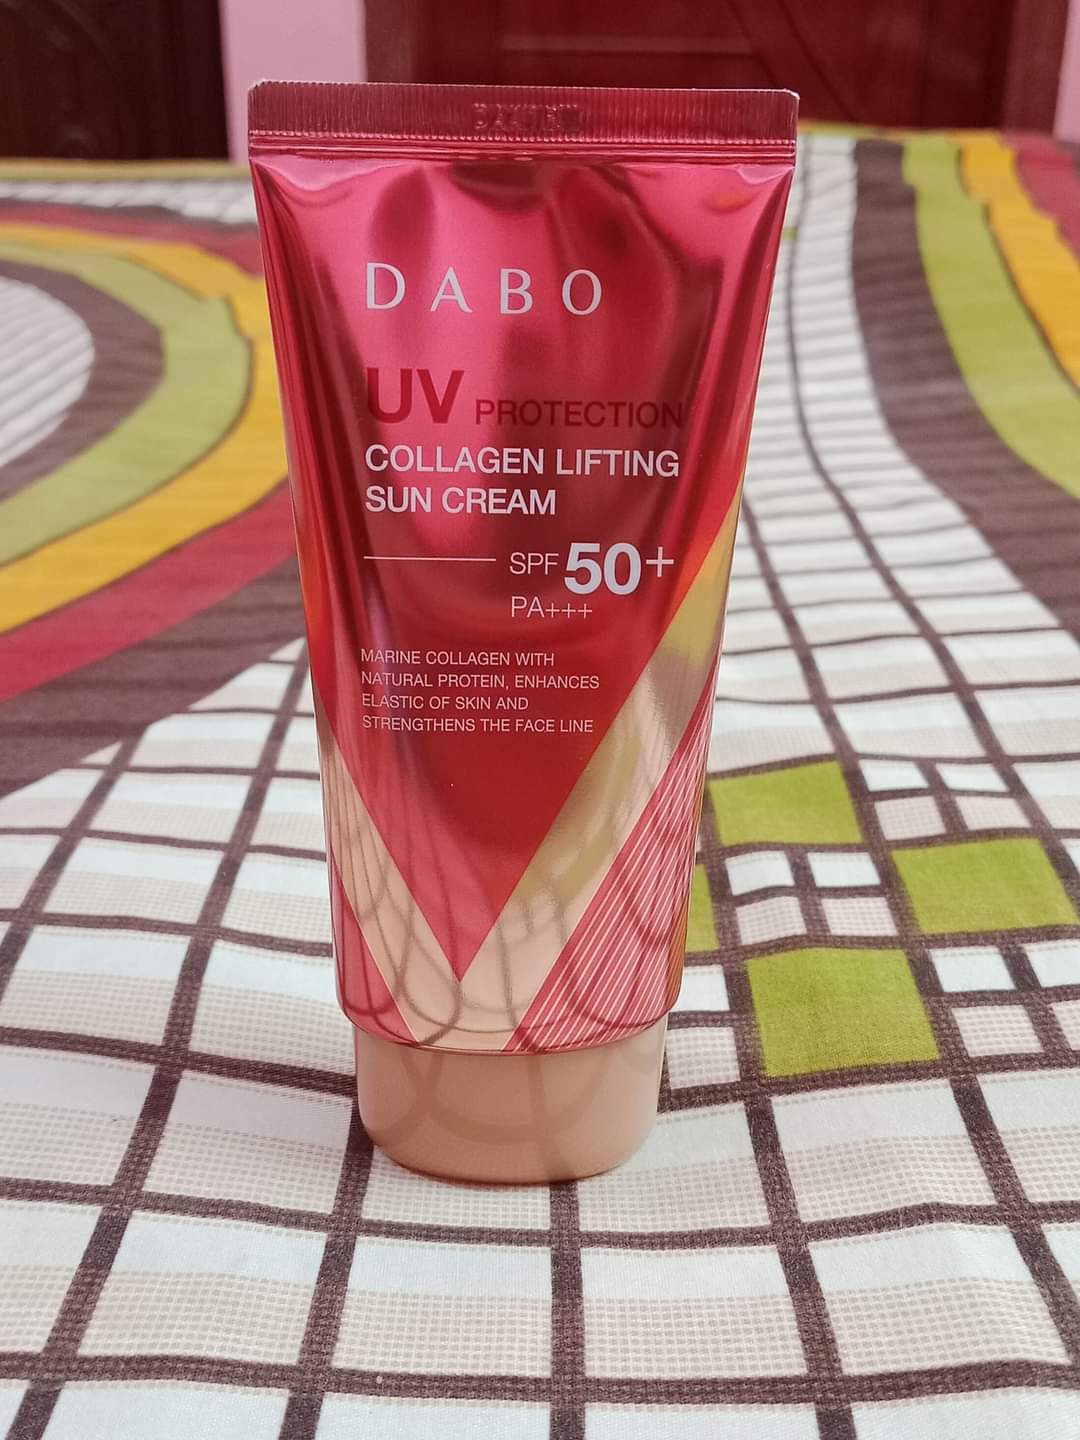 DABO
UV PROTECTION
COLLAGEN LIFTING
SUN CREAM
SPF 50+
PA+++
MARINE COLLAGEN WITH
NATURAL PROTEIN, ENHANCES
ELASTIC OF SKIN AND
STRENGTHENS THE FACE LINE